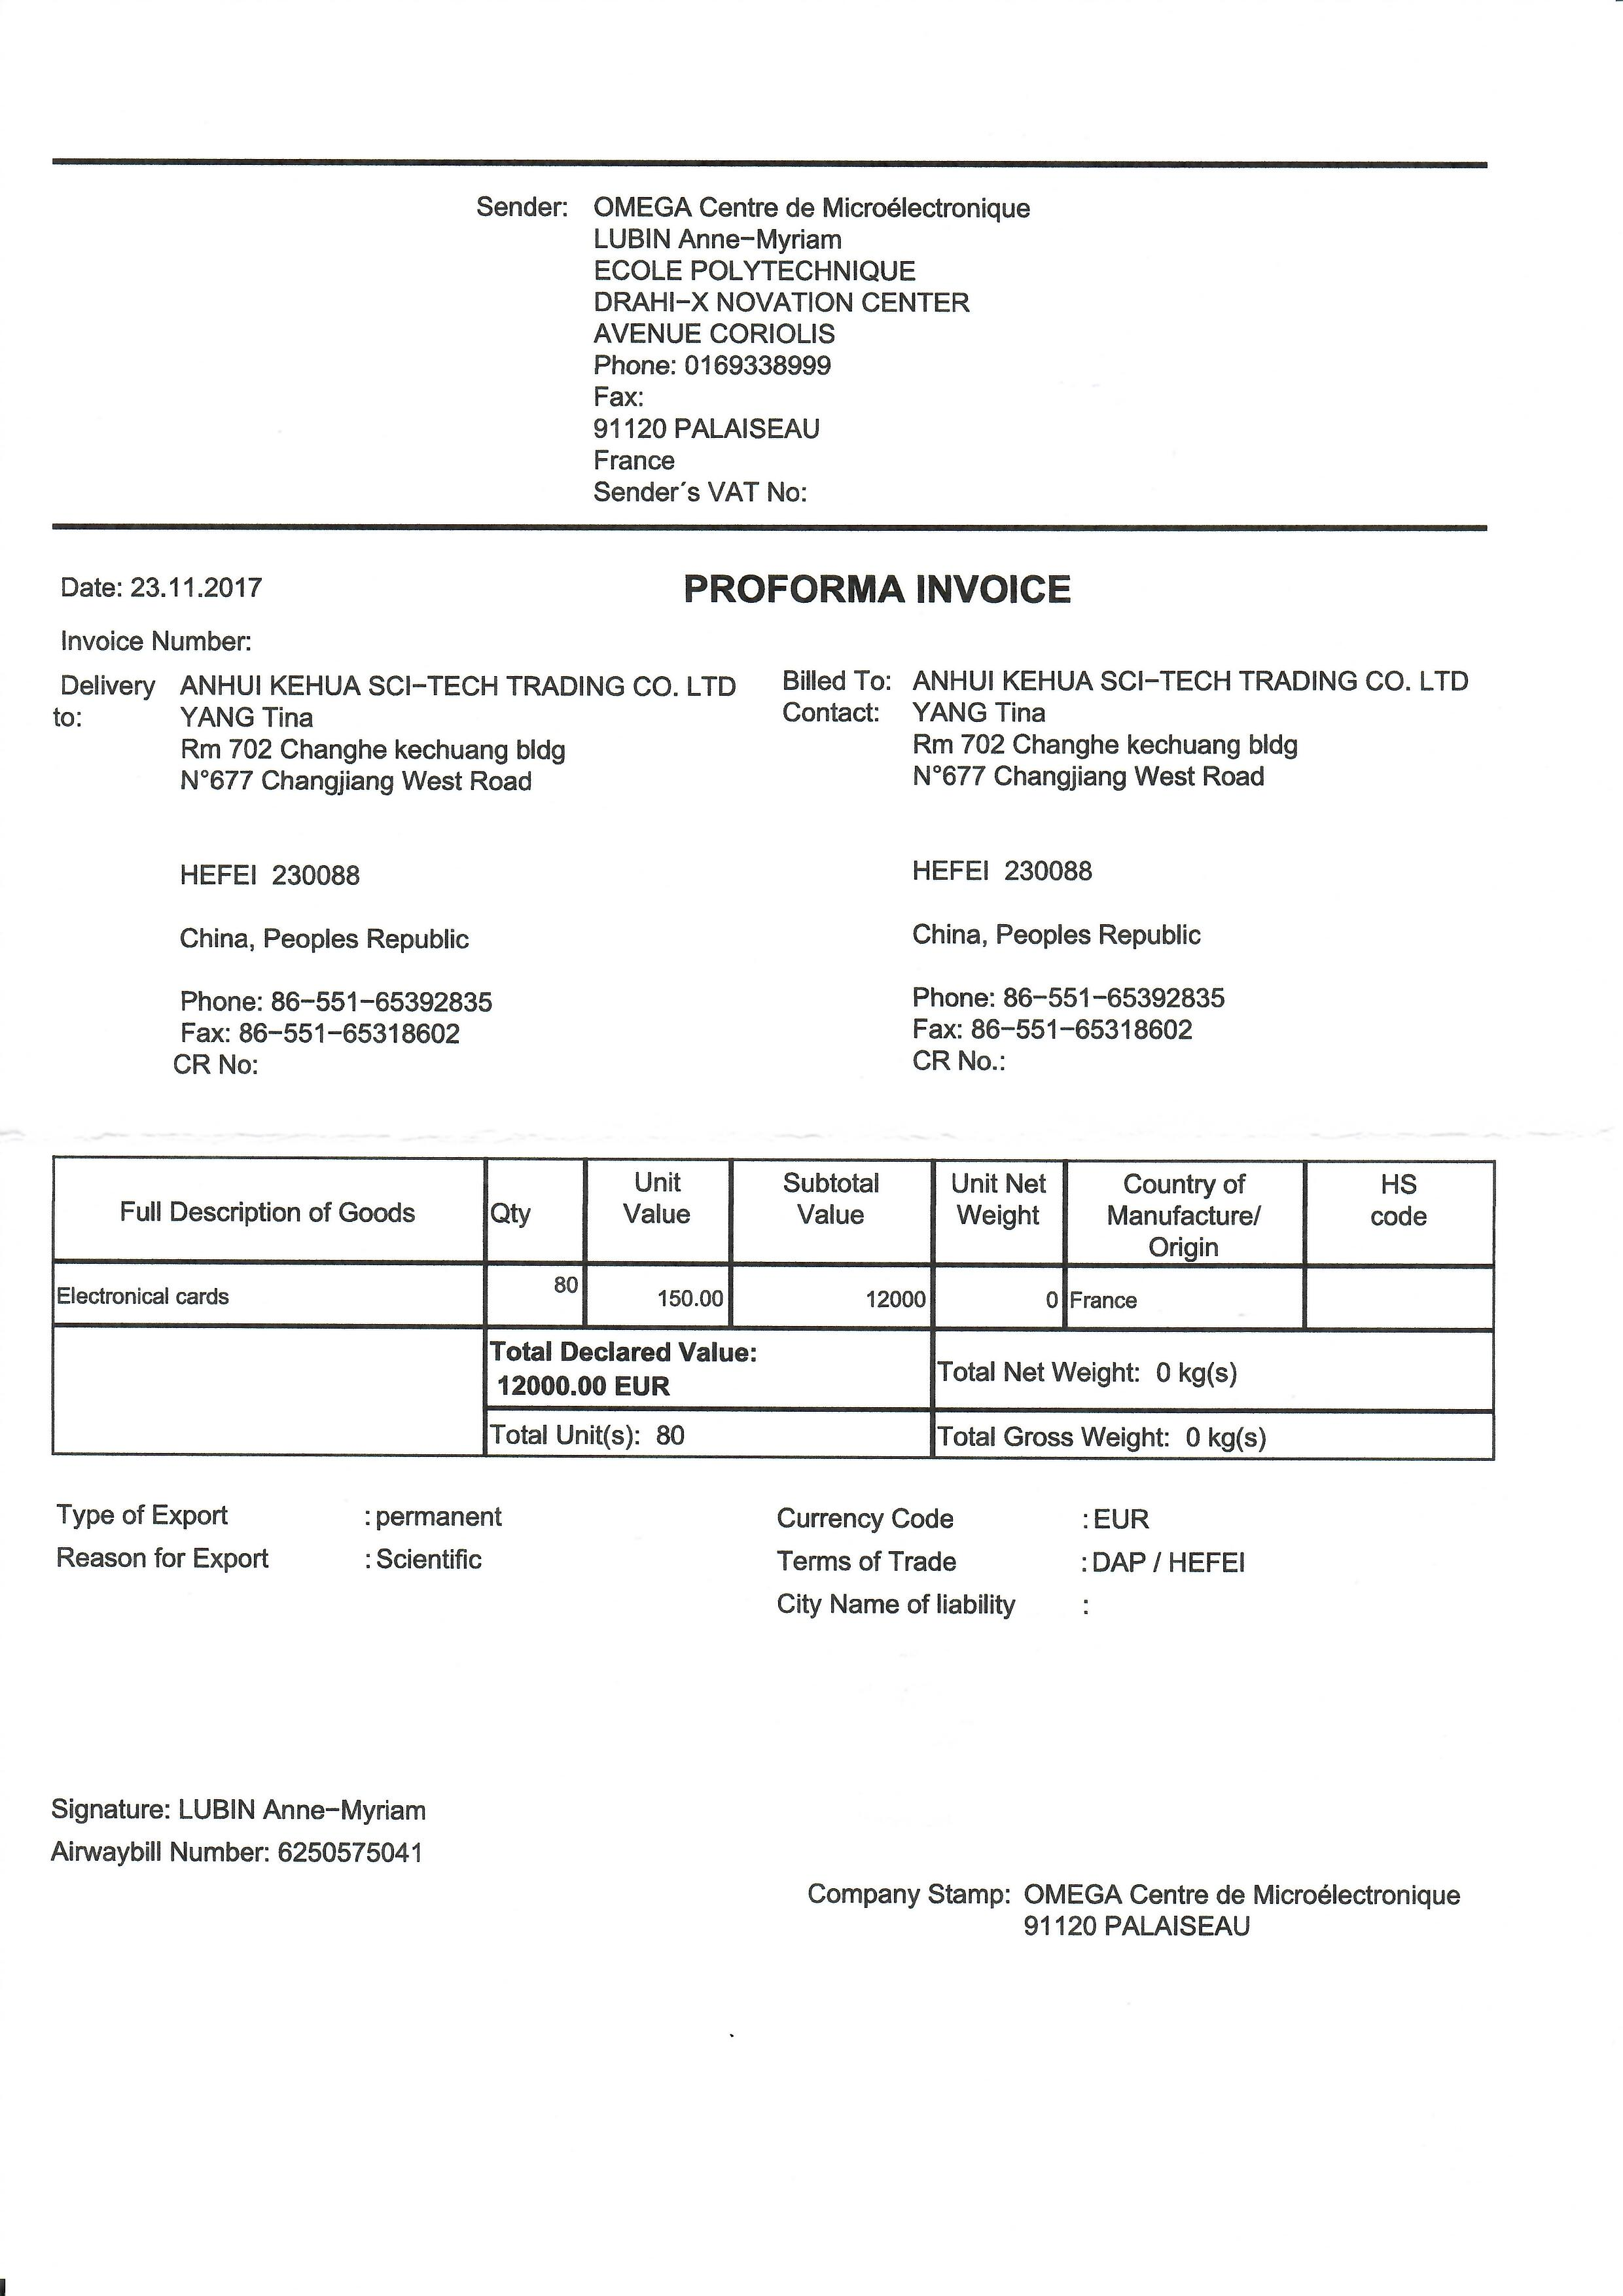 Sender: OMEGA Centre de Microélectronique
LUBIN Anne-Myriam
ECOLE POLYTECHNIQUE
DRAHI-X NOVATION CENTER
AVENUE CORIOLIS
Phone: 0169338999
Fax:
91120 PALAISEAU
France
Sender´s VAT No:
Date: 23.11.2017
PROFORMA INVOICE
Invoice Number:
Delivery to:
ANHUI KEHUA SCI-TECH TRADING CO. LTD
YANG Tina
Rm 702 Changhe kechuang bldg
N°677 Changjiang West Road
HEFEI 230088
China, Peoples Republic
Phone: 86-551-65392835
Fax: 86-551-65318602
CR No:
Billed To: ANHUI KEHUA SCI-TECH TRADING CO. LTD
Contact: YANG Tina
Rm 702 Changhe kechuang bldg
N°677 Changjiang West Road
HEFEI 230088
China, Peoples Republic
Phone: 86-551-65392835
Fax: 86-551-65318602
CR No.:
Full Description of Goods Qty Unit Value Subtotal Value Unit Net Weight Country of Manufacture/ Origin HS code
Electronical cards 80 150.00 12000 0 France
Total Declared Value:
12000.00 EUR
Total Net Weight: 0 kg(s)
Total Unit(s): 80
Total Gross Weight: 0 kg(s)
Type of Export : permanent
Reason for Export : Scientific
Currency Code : EUR
Terms of Trade : DAP / HEFEI
City Name of liability :
Signature: LUBIN Anne-Myriam
Airwaybill Number: 6250575041
Company Stamp: OMEGA Centre de Microélectronique
91120 PALAISEAU